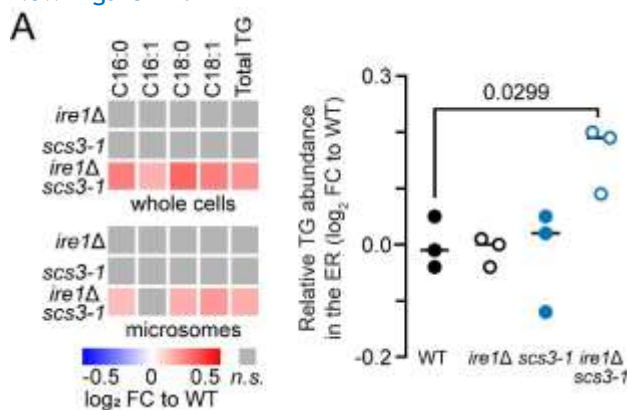 A
C16:0
C16:1
C18:0
C18:1
Total TG
ire1Δ
scs3-1
ire1Δ
scs3-1
whole cells
ire1Δ
scs3-1
ire1Δ
scs3-1
microsomes
-0.5 0 0.5 n.s.
log₂ FC to WT
Relative TG abundance
in the ER (log₂ FC to WT)
0.3
0.0
-0.2
0.0299
WT ire1Δ scs3-1 ire1Δ
scs3-1